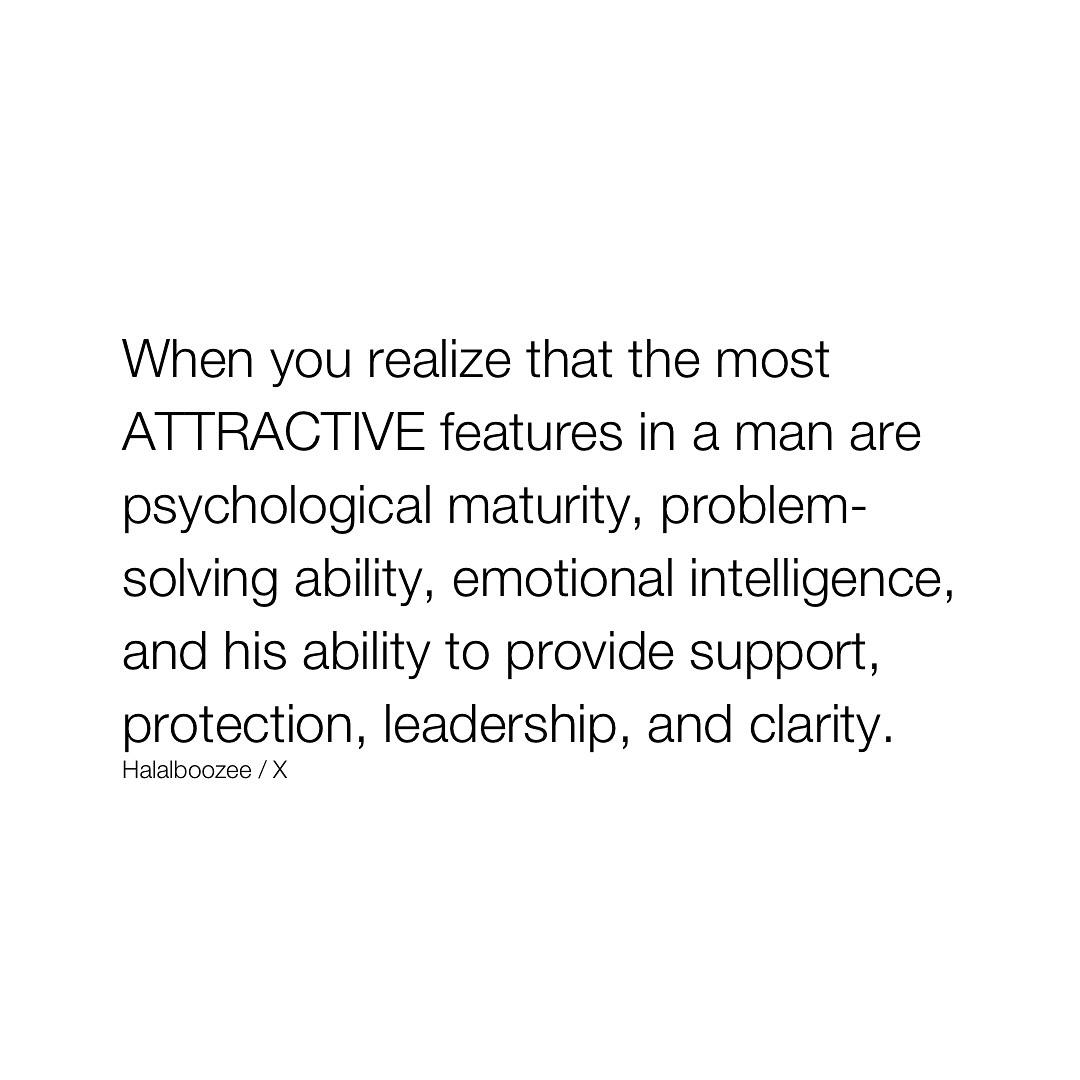 When you realize that the most
ATTRACTIVE features in a man are
psychological maturity, problem-
solving ability, emotional intelligence,
and his ability to provide support,
protection, leadership, and clarity.
Halalboozee / X